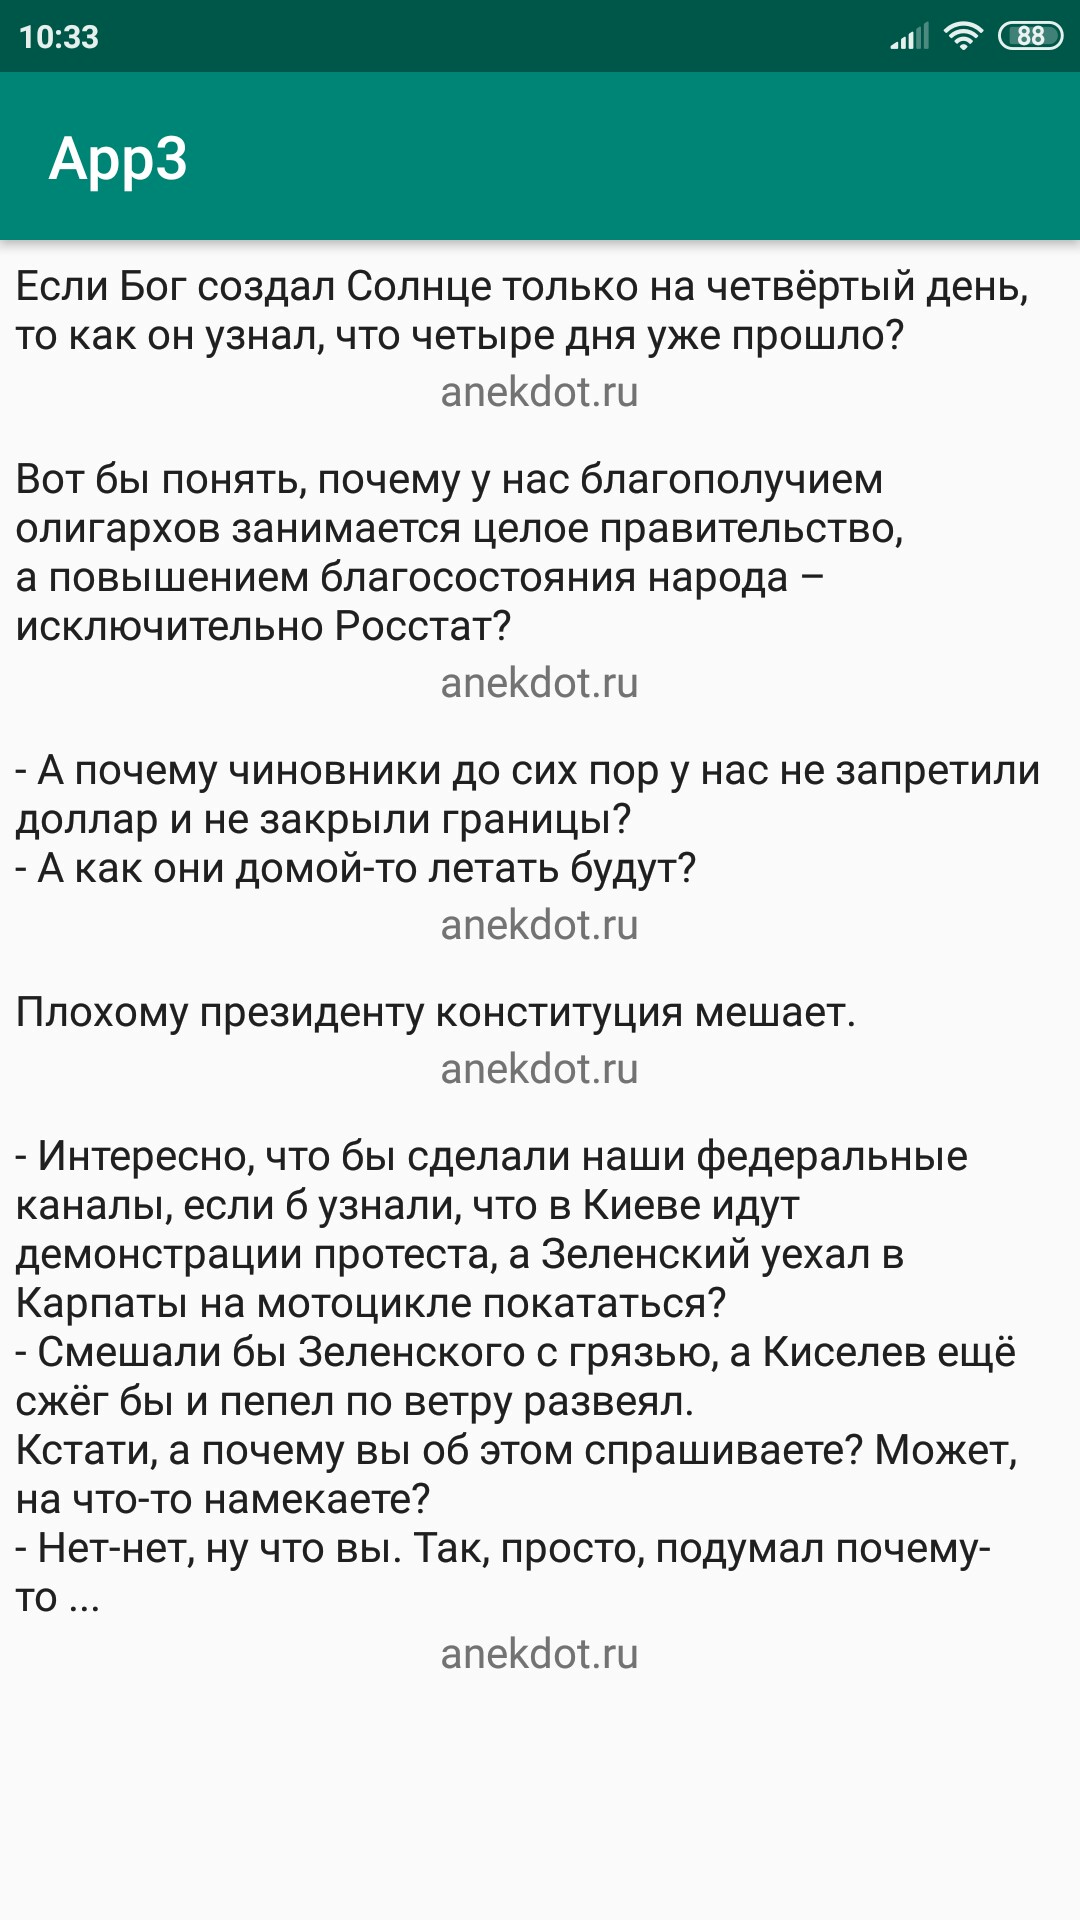 10:33
88
App3
Если Бог создал Солнце только на четвёртый день,
то как он узнал, что четыре дня уже прошло?
anekdot.ru
Вот бы понять, почему у нас благополучием
олигархов занимается целое правительство,
а повышением благосостояния народа –
исключительно Росстат?
anekdot.ru
- А почему чиновники до сих пор у нас не запретили
доллар и не закрыли границы?
- А как они домой-то летать будут?
anekdot.ru
Плохому президенту конституция мешает.
anekdot.ru
- Интересно, что бы сделали наши федеральные
каналы, если б узнали, что в Киеве идут
демонстрации протеста, а Зеленский уехал в
Карпаты на мотоцикле покататься?
- Смешали бы Зеленского с грязью, а Киселев ещё
сжёг бы и пепел по ветру развеял.
Кстати, а почему вы об этом спрашиваете? Может,
на что-то намекаете?
- Нет-нет, ну что вы. Так, просто, подумал почему-
то ...
anekdot.ru